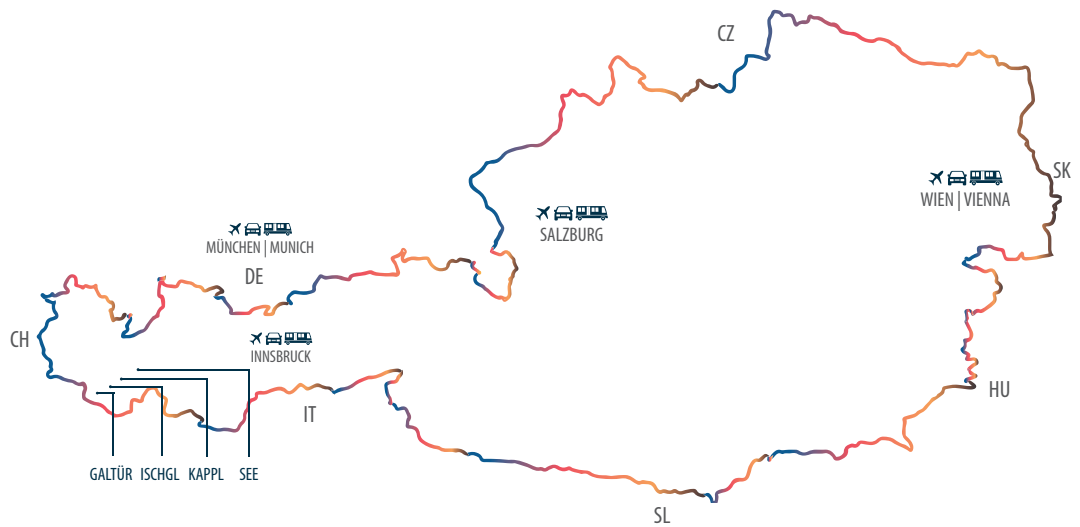 CZ
SK
WIEN | VIENNA
SALZBURG
MÜNCHEN | MUNICH
DE
CH
INNSBRUCK
HU
IT
GALTÜR
ISCHGL
KAPPL
SEE
SL